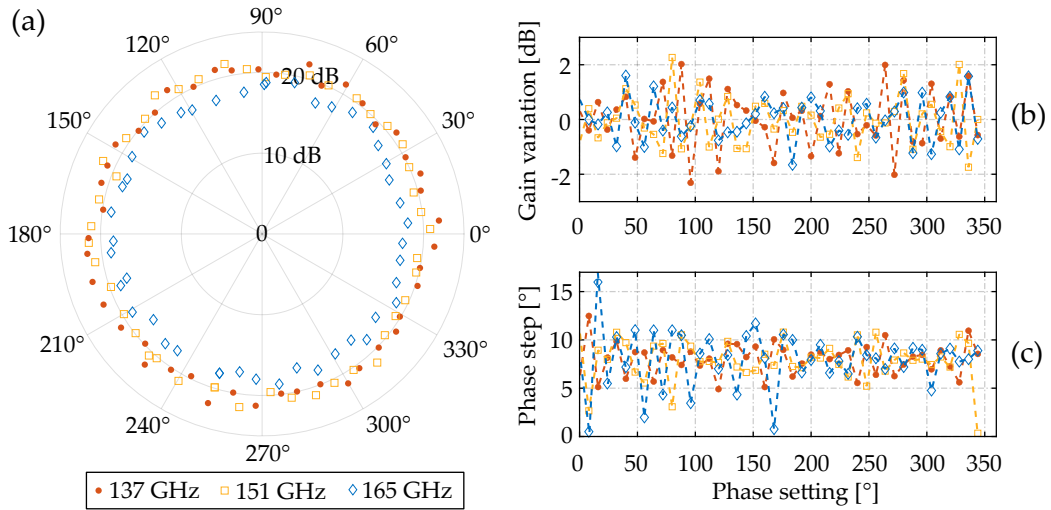 (a)
90°
120°
60°
20 dB
150°
30°
10 dB
180°
0
0°
210°
330°
240°
300°
270°
137 GHz 151 GHz 165 GHz
Gain variation [dB]
2
0
-2
0 50 100 150 200 250 300 350
(b)
Phase step [°]
15
10
5
0
0 50 100 150 200 250 300 350
Phase setting [°]
(c)